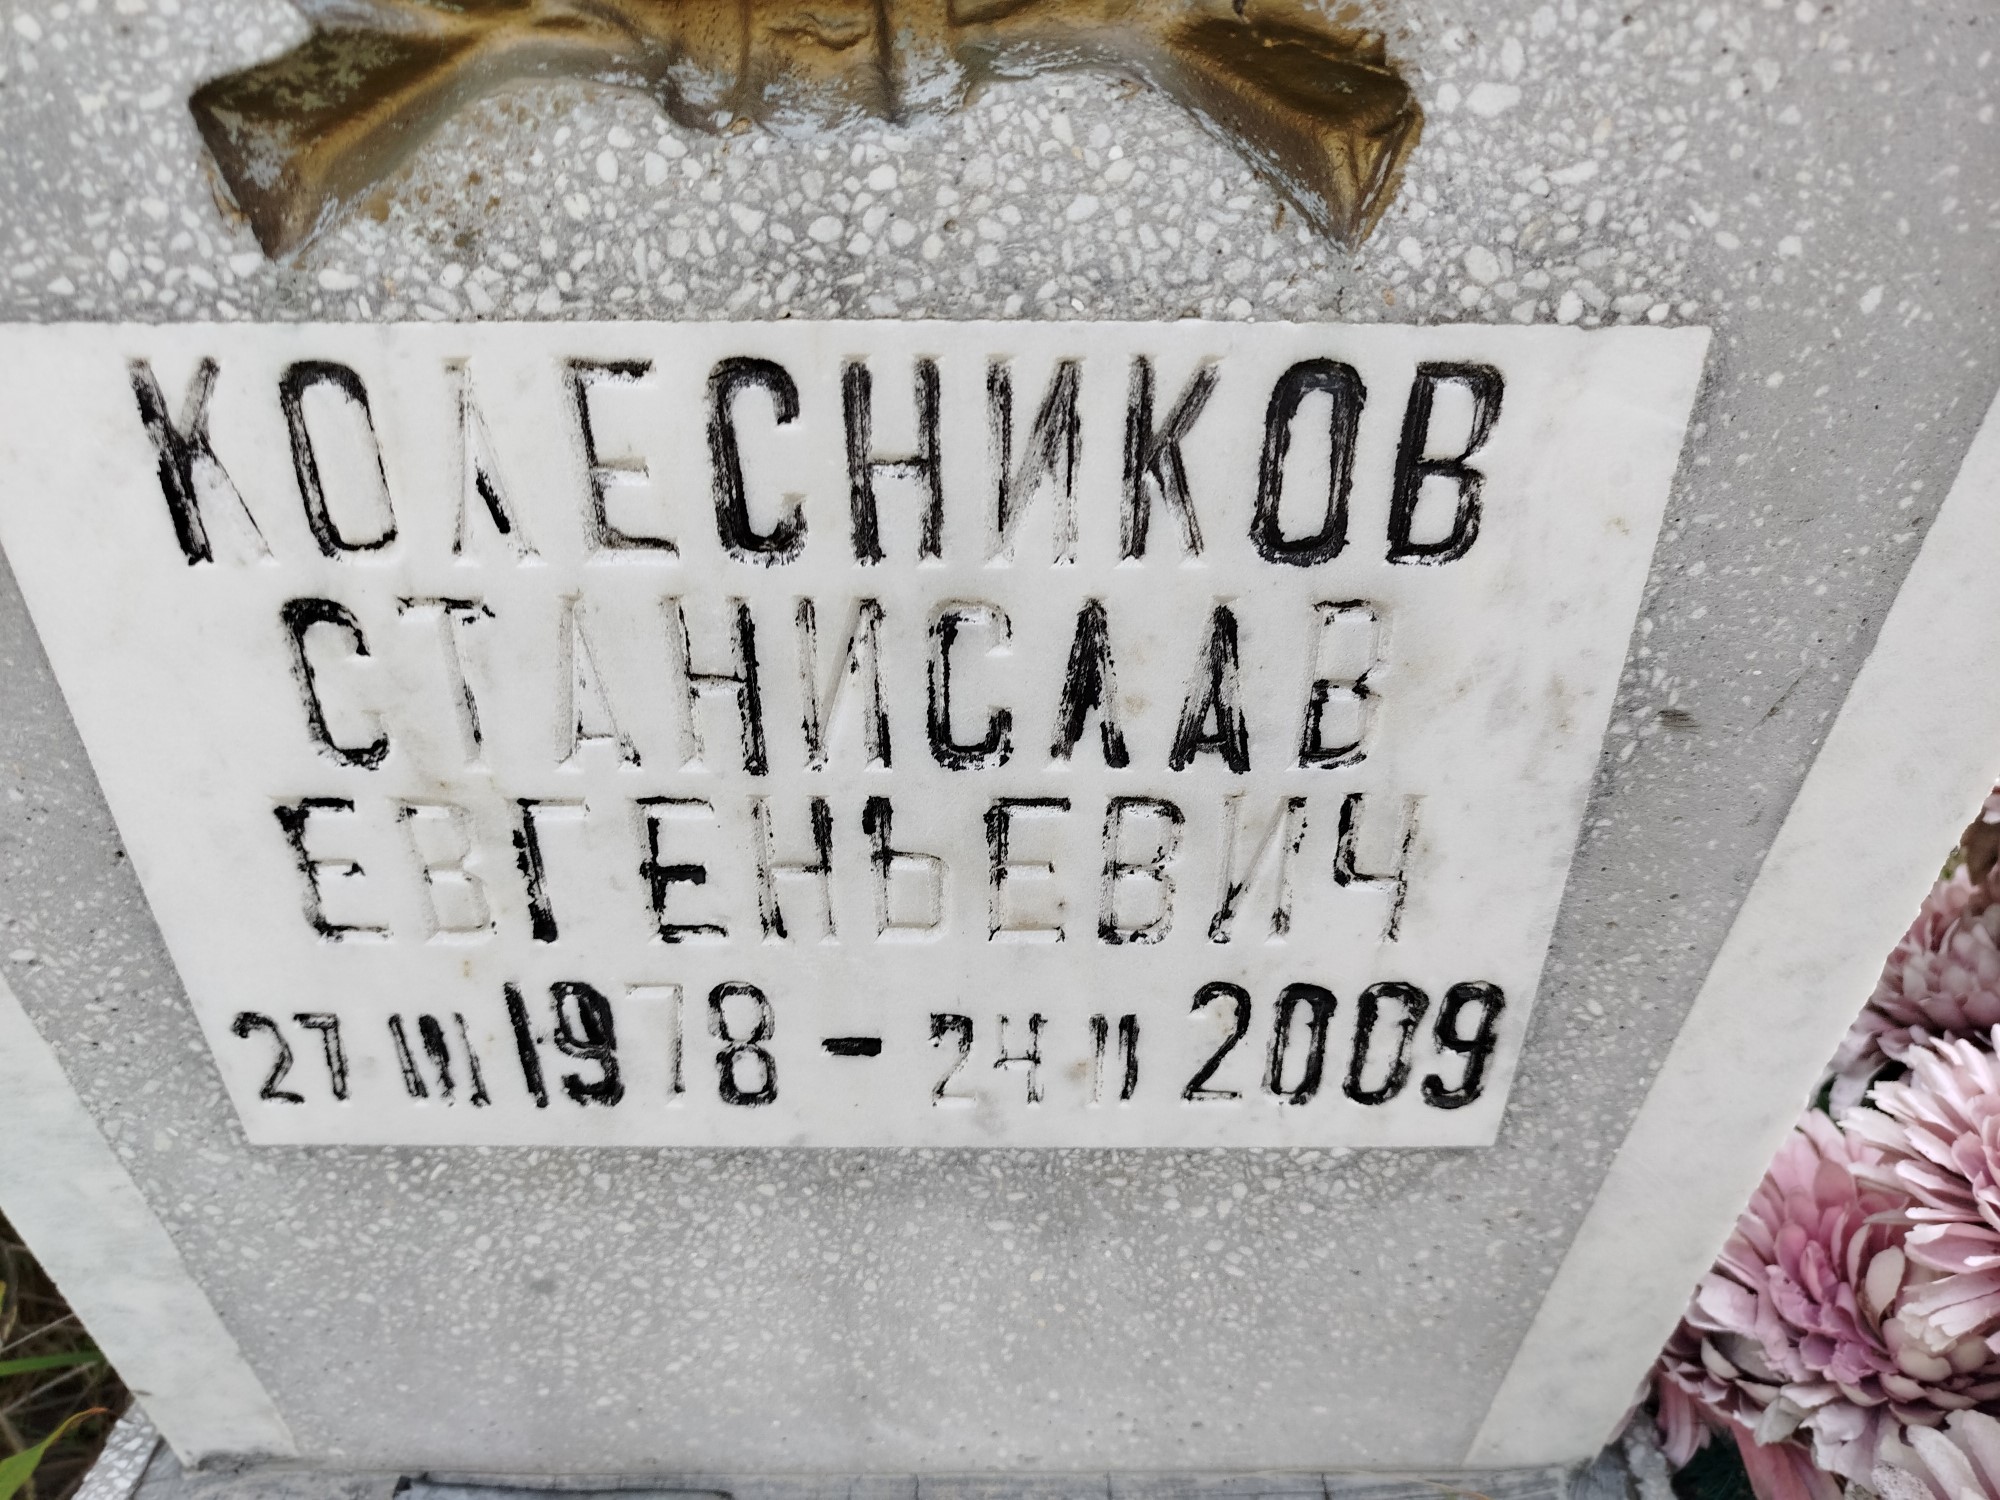 КОЛЕСНИКОВ
СТАНИСЛАВ
ЕВГЕНЬЕВИЧ
27 III 1978 - 24 II 2009